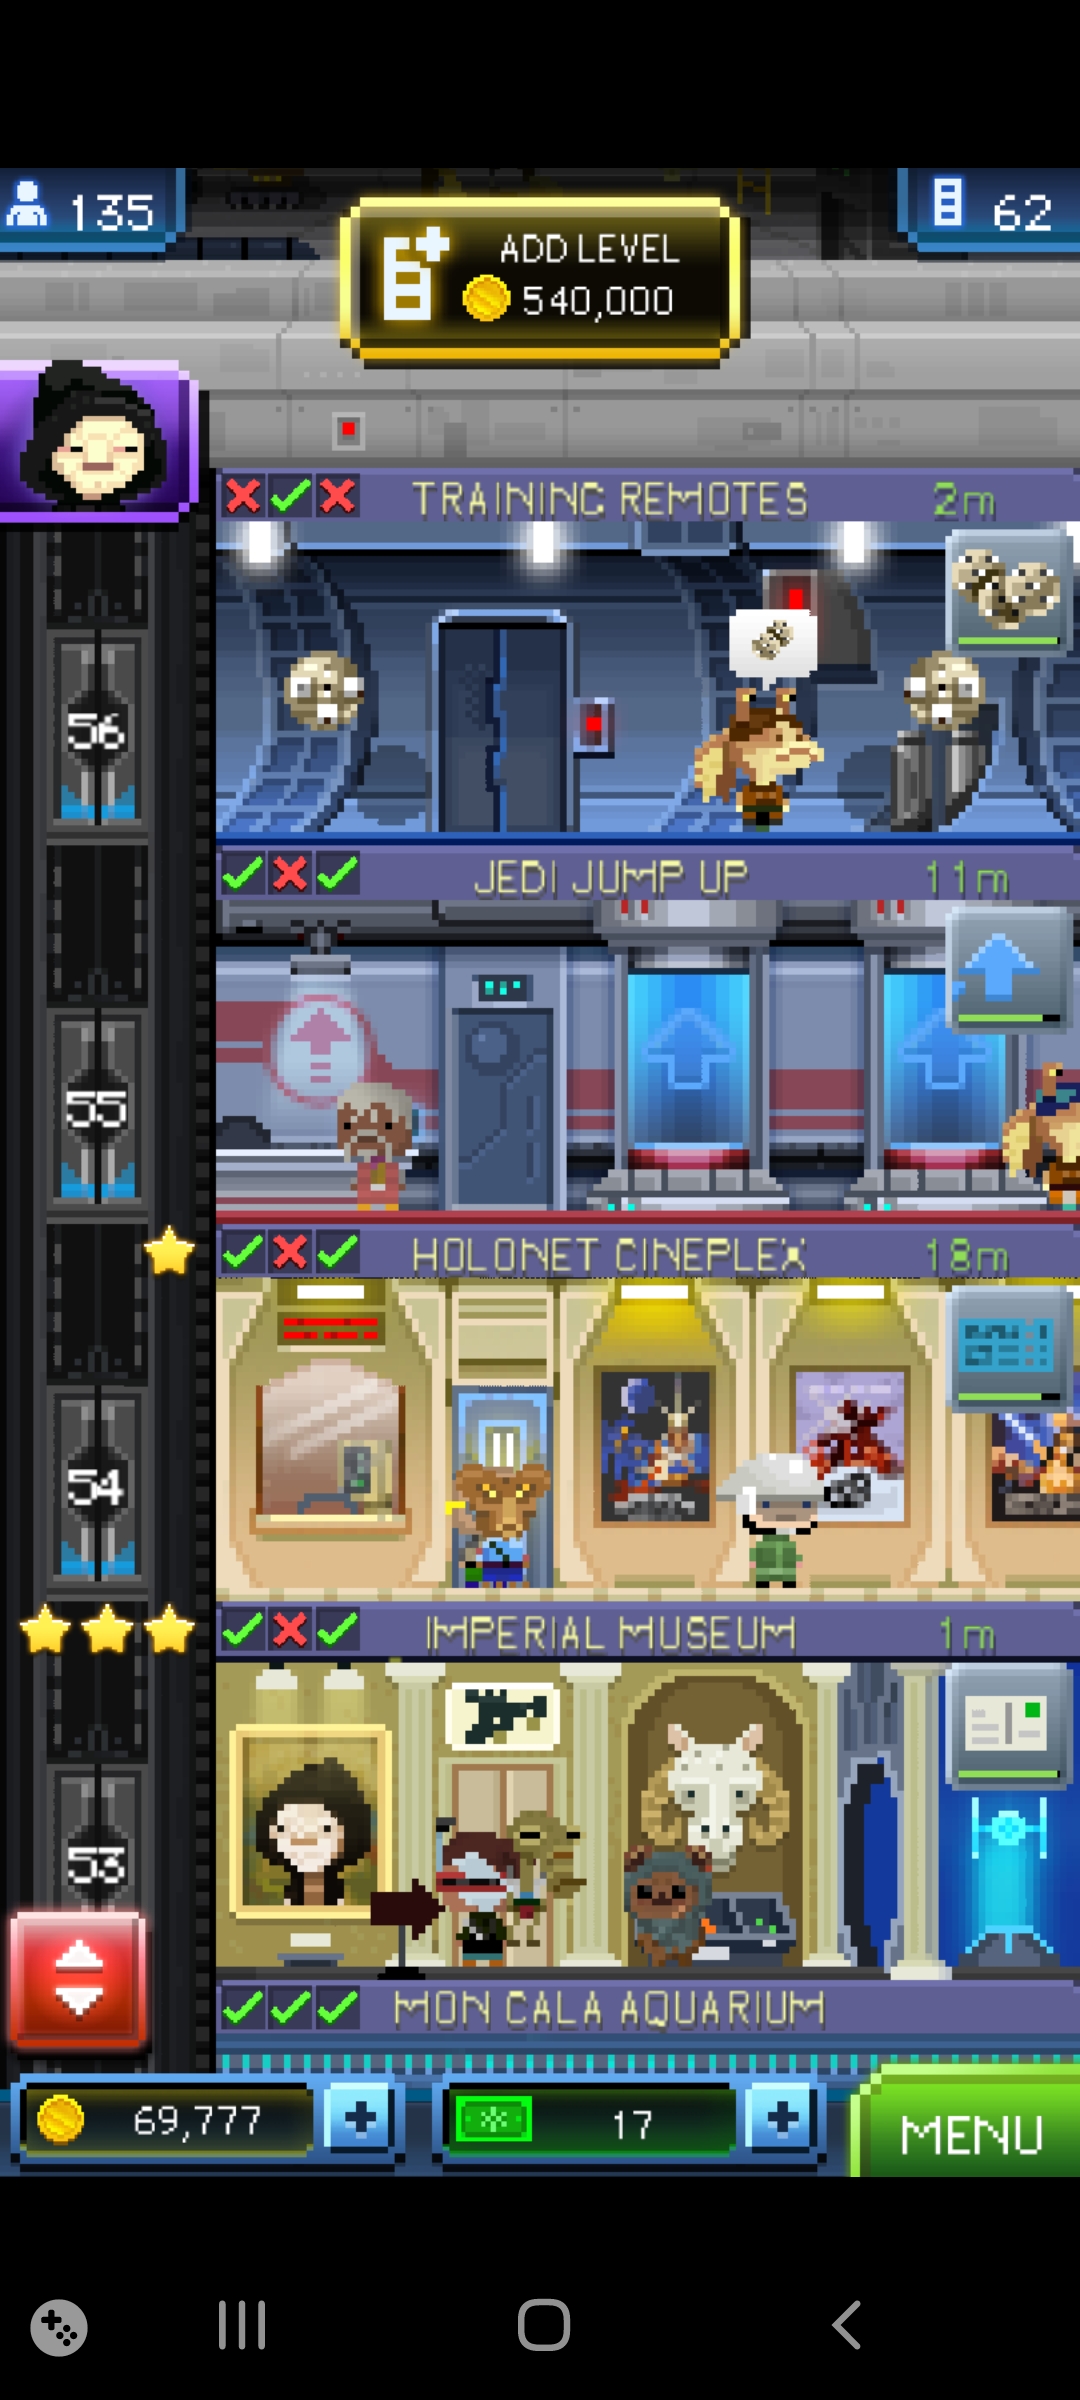 135
ADD LEVEL
540,000
62
TRAINING REMOTES 2m
56
JEDI JUMP UP 11m
55
HOLONET CINEPLEX 18m
54
IMPERIAL MUSEUM 1m
53
MON CALA AQUARIUM
69,777
17
MENU